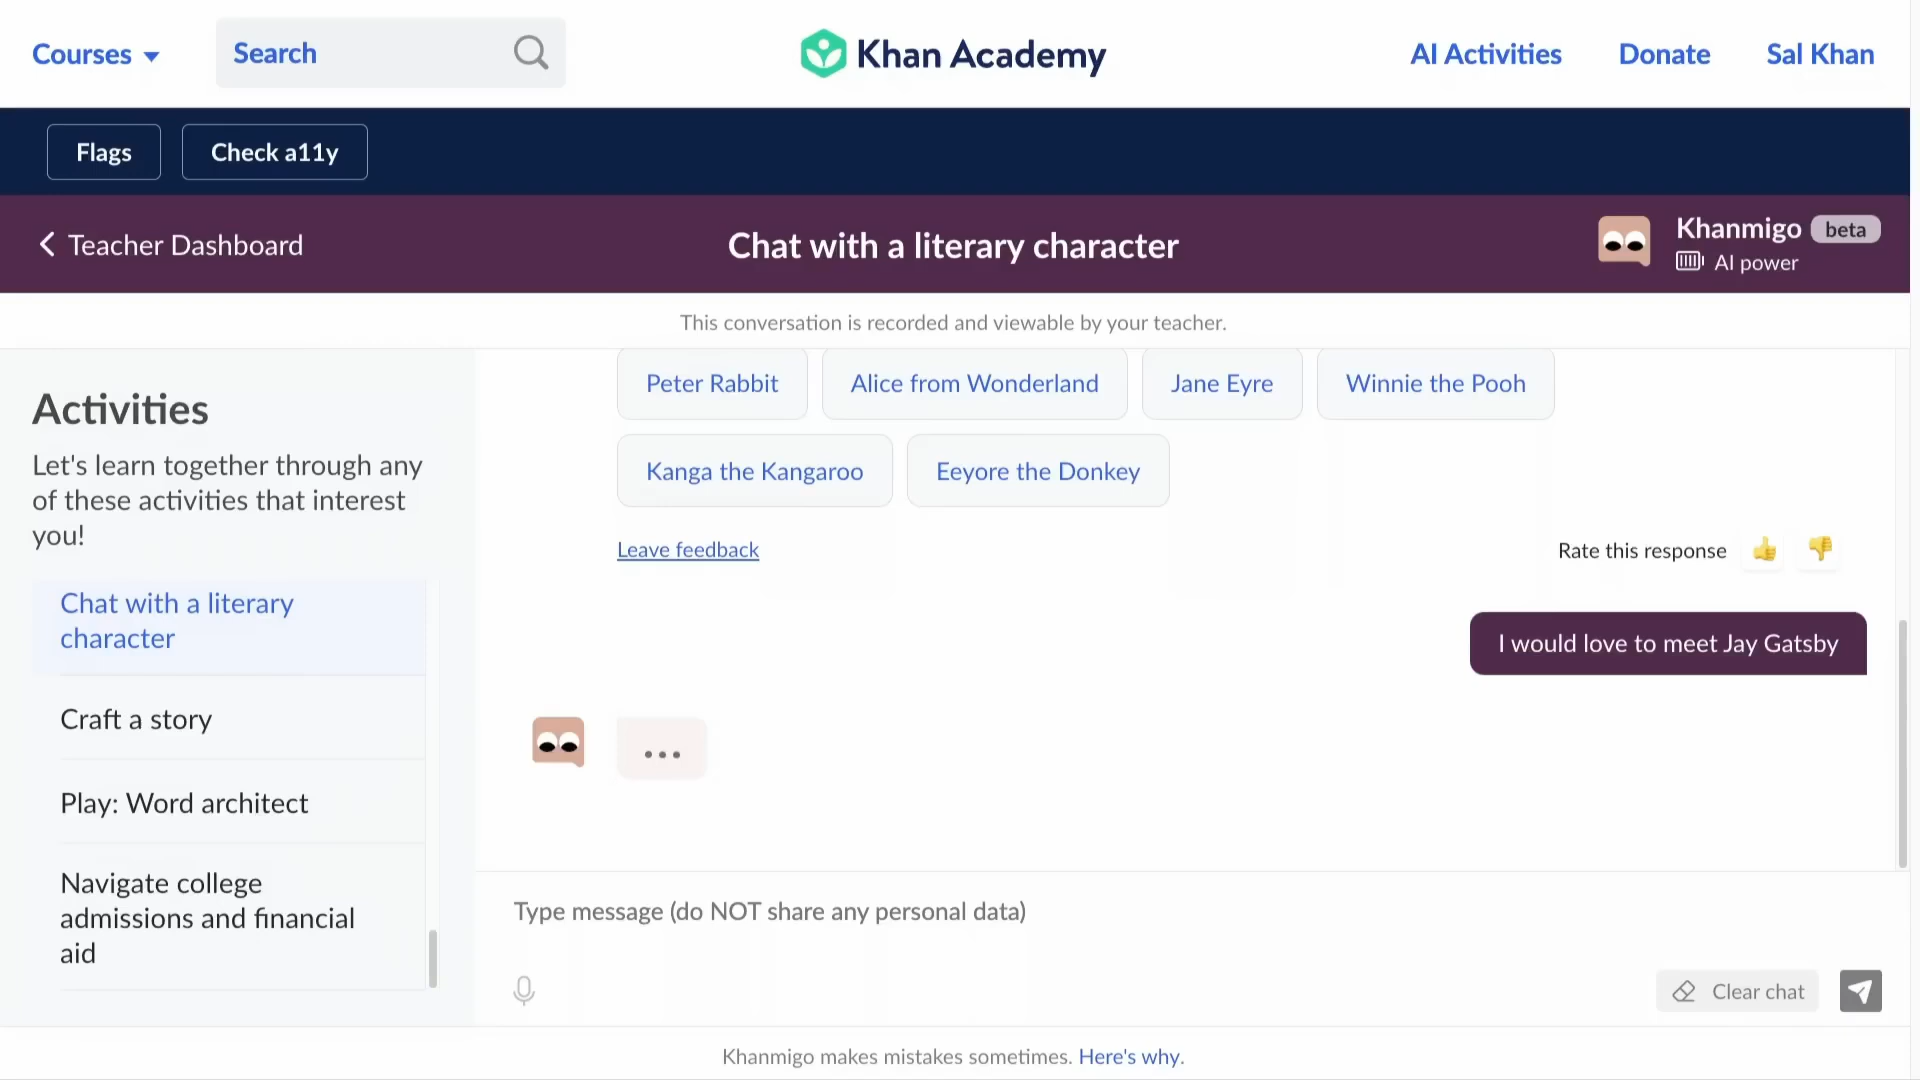 Courses
Search
Khan Academy
AI Activities
Donate
Sal Khan
Flags
Check a11y
Teacher Dashboard
Chat with a literary character
Khanmigo beta
AI power
This conversation is recorded and viewable by your teacher.
Activities
Let's learn together through any
of these activities that interest
you!
Chat with a literary
character
Craft a story
Play: Word architect
Navigate college
admissions and financial
aid
Peter Rabbit
Alice from Wonderland
Jane Eyre
Winnie the Pooh
Kanga the Kangaroo
Eeyore the Donkey
Leave feedback
Rate this response
I would love to meet Jay Gatsby
...
Type message (do NOT share any personal data)
Clear chat
Khanmigo makes mistakes sometimes. Here's why.